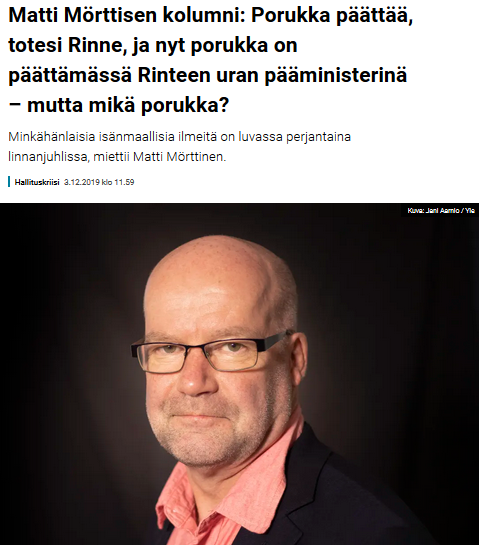 Matti Mörttisen kolumni: Porukka päättää,
totesi Rinne, ja nyt porukka on
päättämässä Rinteen uran pääministerinä
– mutta mikä porukka?
Minkähänlaisia isänmaallisia ilmeitä on luvassa perjantaina
linnanjuhlissa, miettii Matti Mörttinen.
Hallituskriisi 3.12.2019 klo 11.59
Kuva: Jani Aarnio / Yle